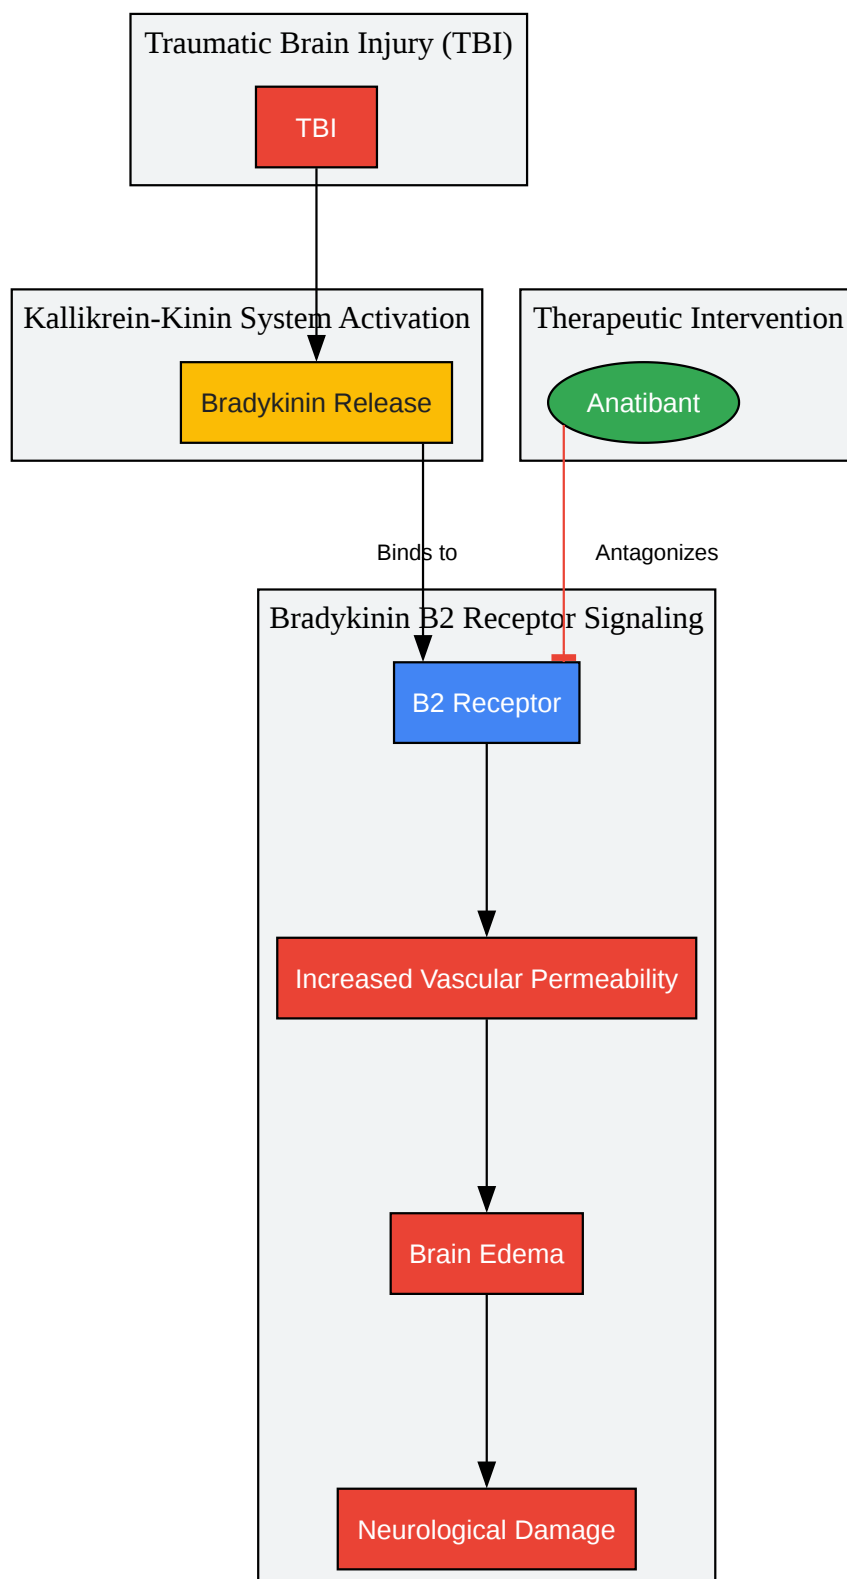 Traumatic Brain Injury (TBI)
TBI
Kallikrein-Kinin System Activation
Therapeutic Intervention
Bradykinin Release
Anatibant
Binds to
Antagonizes
Bradykinin B2 Receptor Signaling
B2 Receptor
Increased Vascular Permeability
Brain Edema
Neurological Damage